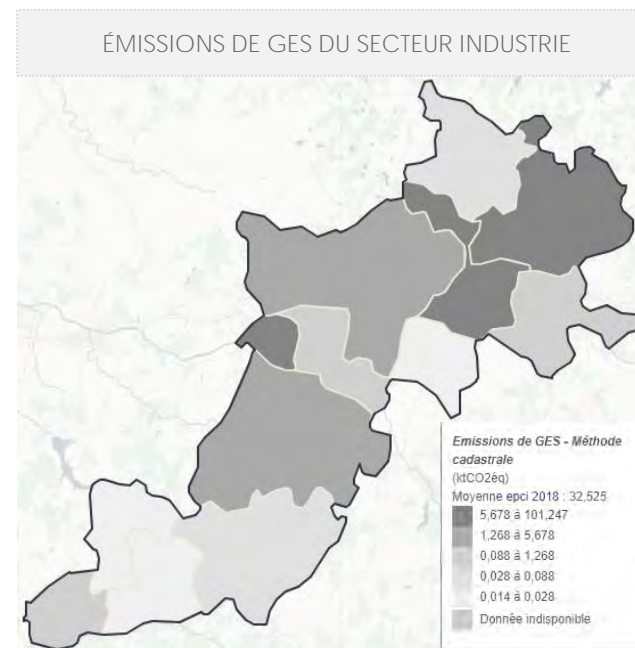 ÉMISSIONS DE GES DU SECTEUR INDUSTRIE
Emissions de GES - Méthode
cadastrale
(ktCO2éq)
Moyenne epci 2018 : 32,525
5,678 à 101,247
1,268 à 5,678
0,088 à 1,268
0,028 à 0,088
0,014 à 0,028
Donnée indisponible